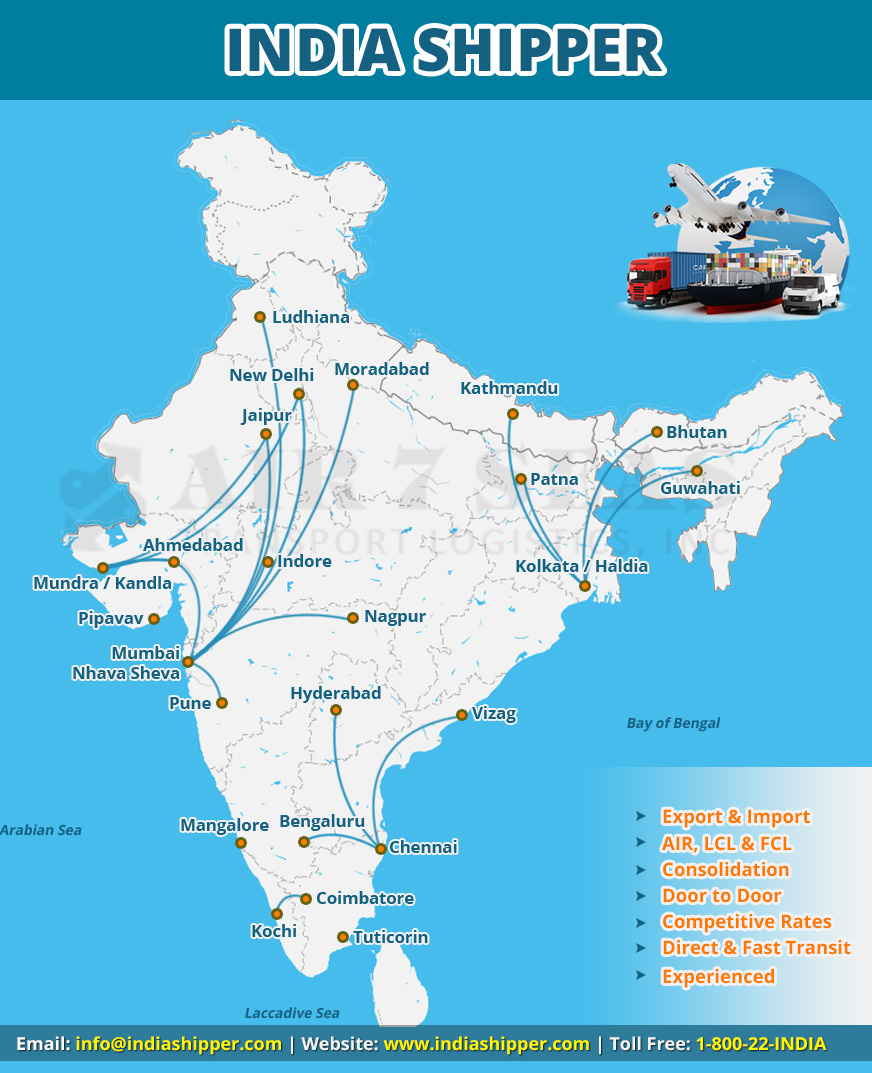 INDIA SHIPPER
Ludhiana
New Delhi
Moradabad
Kathmandu
Jaipur
Bhutan
AIR 7 SEAS
Patna
Guwahati
TRANSPORT LOGISTICS, INC
Ahmedabad
Indore
Kolkata / Haldia
Mundra / Kandla
Pipavav
Nagpur
Mumbai
Nhava Sheva
Pune
Hyderabad
Vizag
Bay of Bengal
Arabian Sea
Mangalore
Bengaluru
Chennai
Coimbatore
Kochi
Tuticorin
Laccadive Sea
➤ Export & Import
➤ AIR, LCL & FCL
➤ Consolidation
➤ Door to Door
➤ Competitive Rates
➤ Direct & Fast Transit
➤ Experienced
Email: info@indiashipper.com | Website: www.indiashipper.com | Toll Free: 1-800-22-INDIA